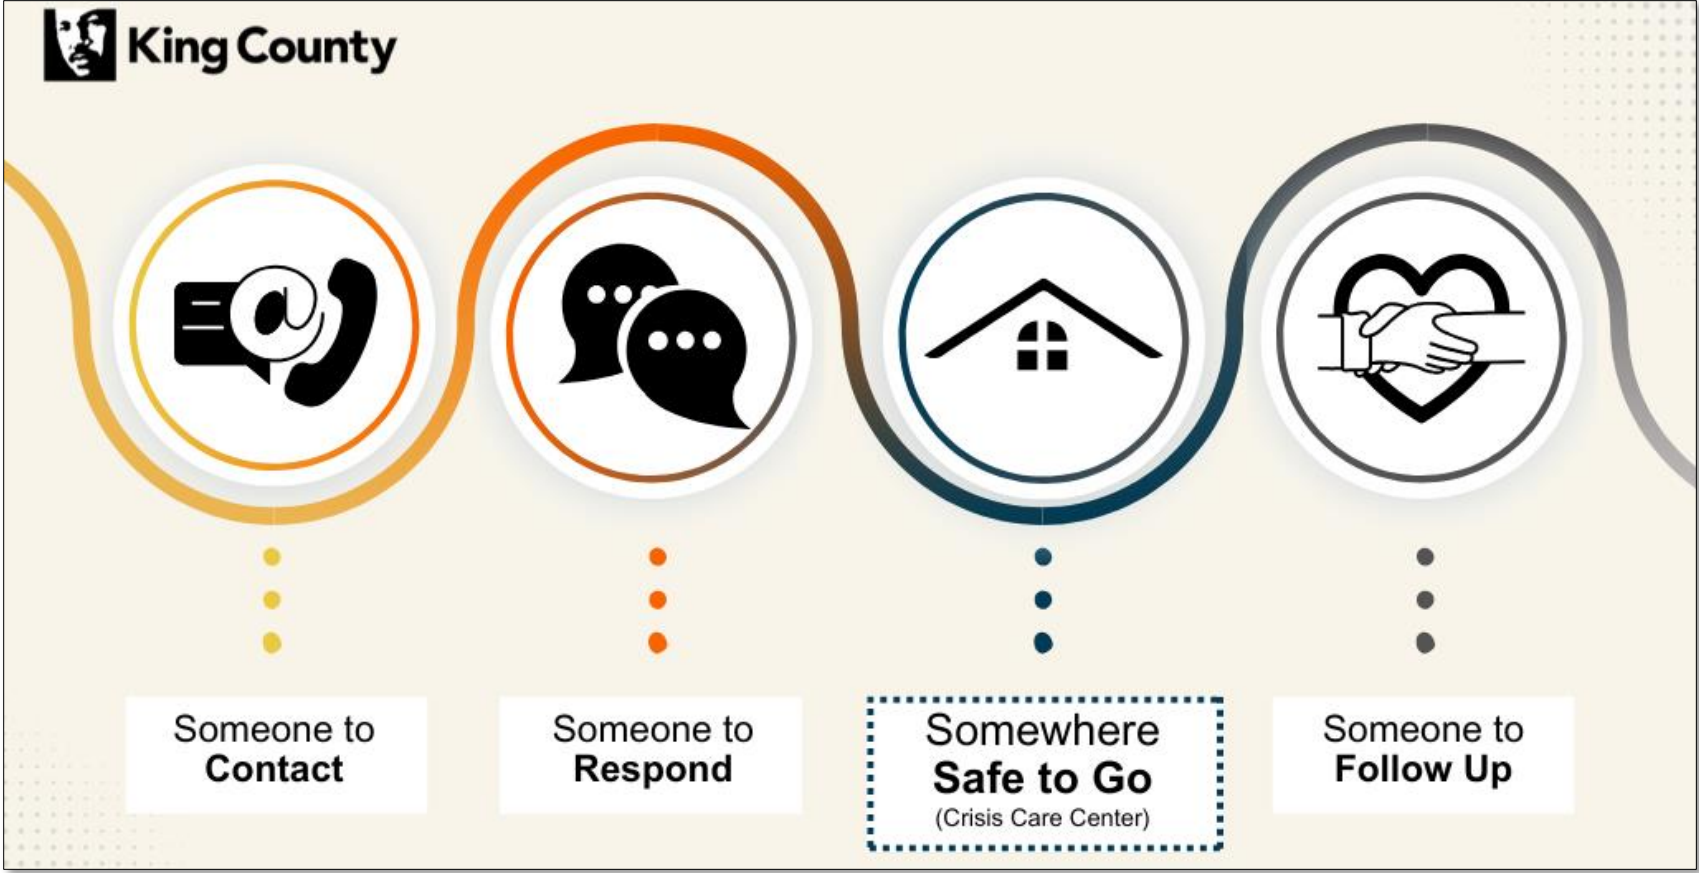 King County
Someone to
Contact
Someone to
Respond
Somewhere
Safe to Go
(Crisis Care Center)
Someone to
Follow Up